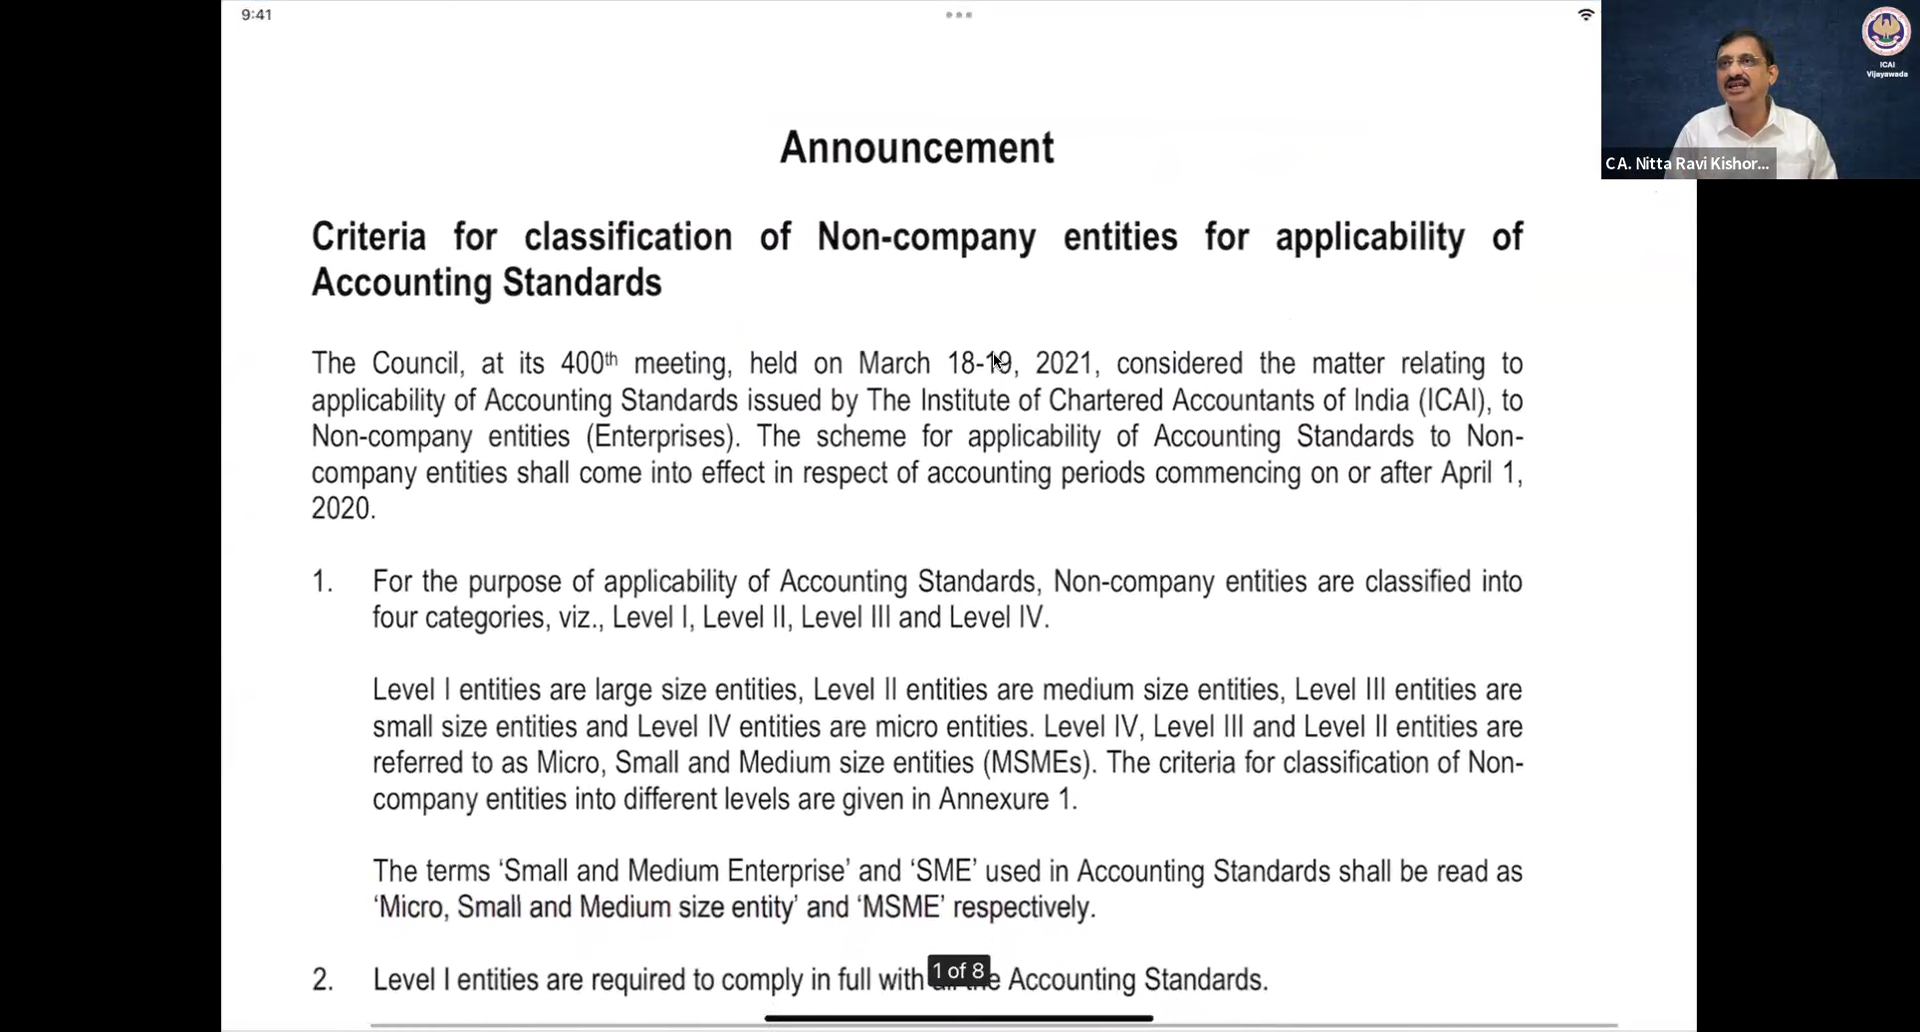 9:41
ICAI
Vijayawada
CA. Nitta Ravi Kishor...
Announcement
Criteria for classification of Non-company entities for applicability of
Accounting Standards
The Council, at its 400th meeting, held on March 18-19, 2021, considered the matter relating to
applicability of Accounting Standards issued by The Institute of Chartered Accountants of India (ICAI), to
Non-company entities (Enterprises). The scheme for applicability of Accounting Standards to Non-
company entities shall come into effect in respect of accounting periods commencing on or after April 1,
2020.
1. For the purpose of applicability of Accounting Standards, Non-company entities are classified into
four categories, viz., Level I, Level II, Level III and Level IV.
Level I entities are large size entities, Level II entities are medium size entities, Level III entities are
small size entities and Level IV entities are micro entities. Level IV, Level III and Level II entities are
referred to as Micro, Small and Medium size entities (MSMEs). The criteria for classification of Non-
company entities into different levels are given in Annexure 1.
The terms ‘Small and Medium Enterprise’ and ‘SME’ used in Accounting Standards shall be read as
‘Micro, Small and Medium size entity’ and ‘MSME’ respectively.
2. Level I entities are required to comply in full with Accounting Standards.
1 of 8